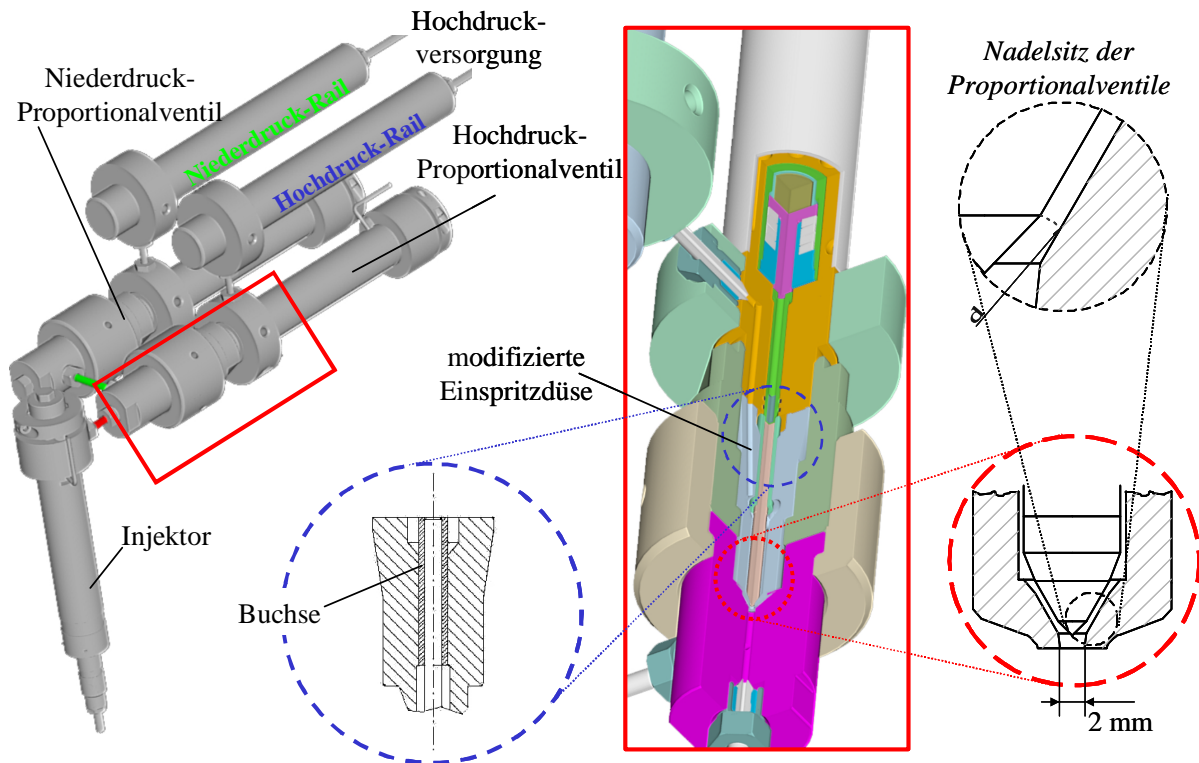 Hochdruck-
versorgung
Niederdruck-
Proportionalventil
Niederdruck-Rail
Hochdruck-Rail
Hochdruck-
Proportionalventil
Injektor
Buchse
modifizierte
Einspritzdüse
Nadelsitz der
Proportionalventile
d
2 mm